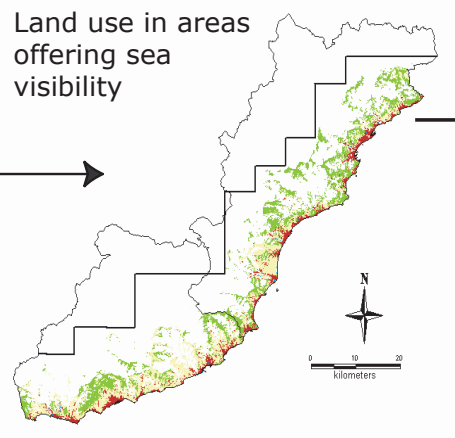 Land use in areas
offering sea
visibility
N
0 10 20
kilometers